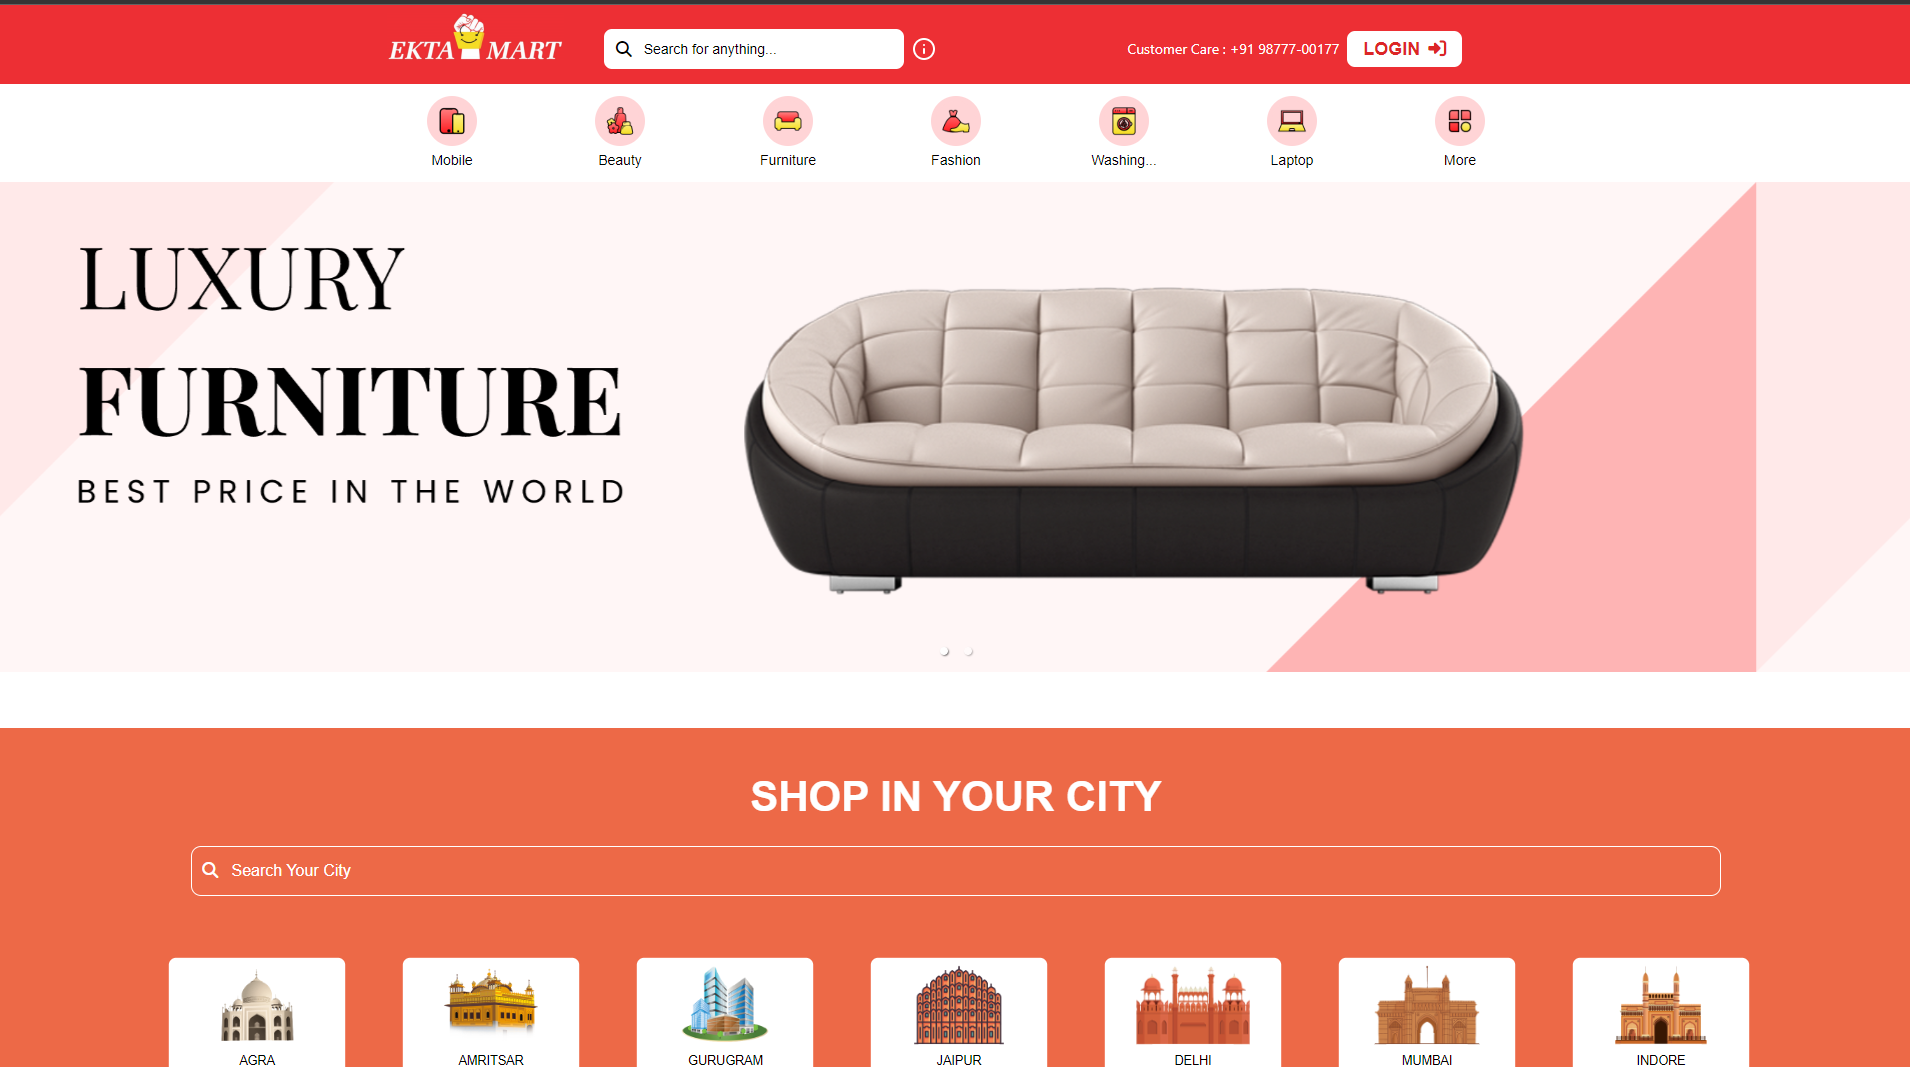 EKTA MART
Search for anything...
Customer Care : +91 98777-00177
LOGIN
Mobile
Beauty
Furniture
Fashion
Washing...
Laptop
More
LUXURY
FURNITURE
BEST PRICE IN THE WORLD
SHOP IN YOUR CITY
Search Your City
AGRA
AMRITSAR
GURUGRAM
JAIPUR
DELHI
MUMBAI
INDORE